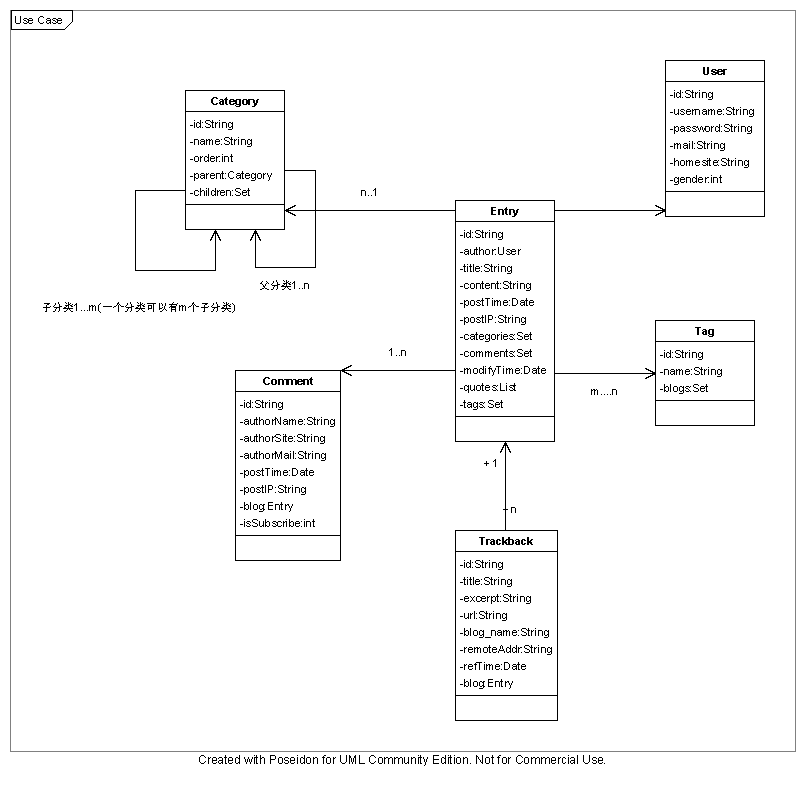 Use Case
Category
-id:String
-name:String
-order:int
-parent:Category
-children:Set
父分类1..n
子分类1...m(一个分类可以有m个子分类)
n..1
User
-id:String
-username:String
-password:String
-mail:String
-homesite:String
-gender:int
Entry
-id:String
-author:User
-title:String
-content:String
-postTime:Date
-postIP:String
-categories:Set
-comments:Set
-modifyTime:Date
-quotes:List
-tags:Set
Tag
-id:String
-name:String
-blogs:Set
m....n
1..n
Comment
-id:String
-authorName:String
-authorSite:String
-authorMail:String
-postTime:Date
-postIP:String
-blog:Entry
-isSubscribe:int
+1
-n
Trackback
-id:String
-title:String
-excerpt:String
-url:String
-blog_name:String
-remoteAddr:String
-refTime:Date
-blog:Entry
Created with Poseidon for UML Community Edition. Not for Commercial Use.